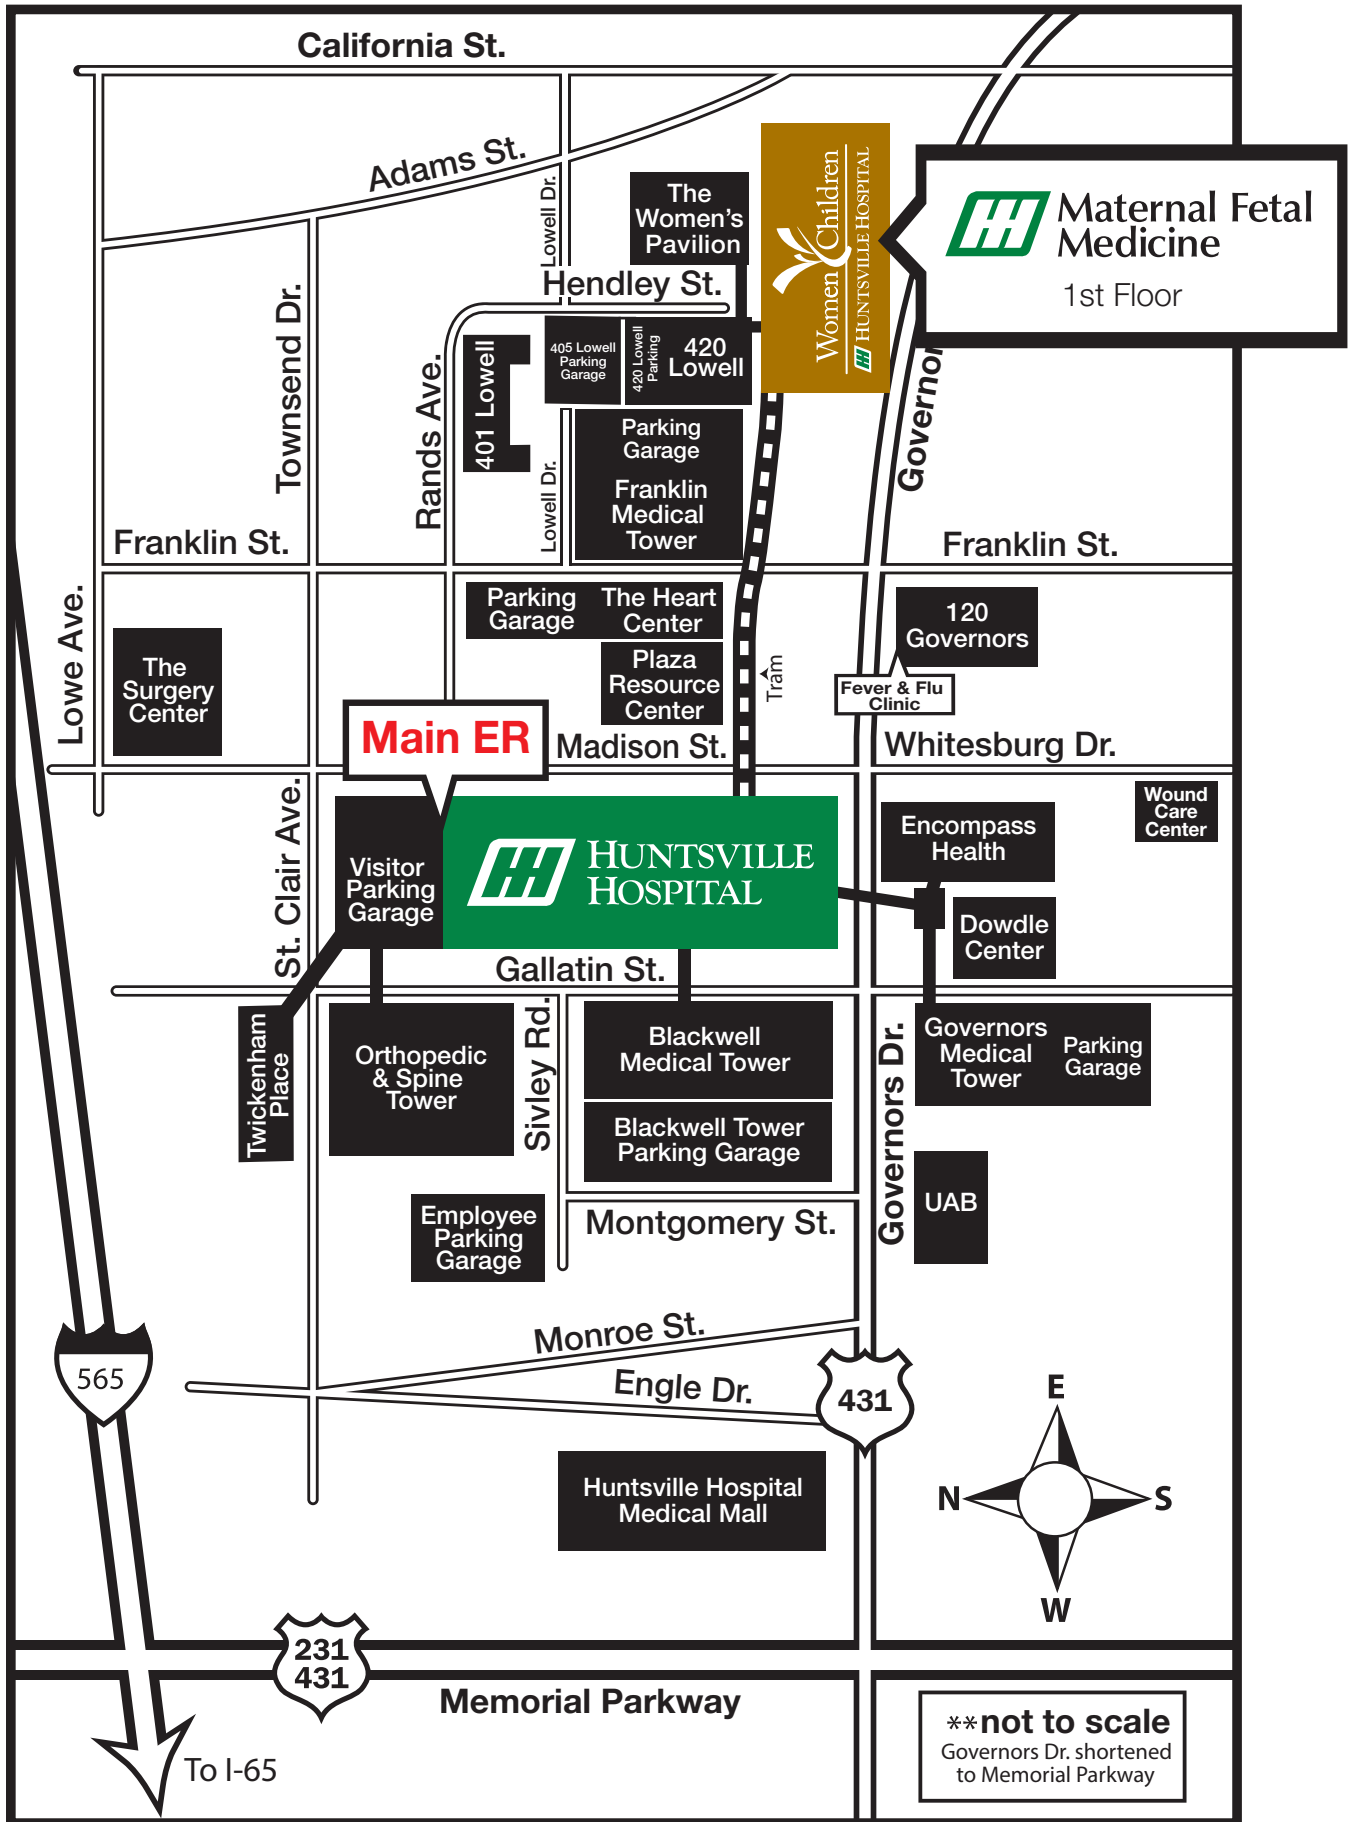 California St.
Adams St.
Lowell Dr.
The
Women's
Pavilion
Women & Children
HUNTSVILLE HOSPITAL
Maternal Fetal
Medicine
1st Floor
Hendley St.
Townsend Dr.
Rands Ave.
401 Lowell
405 Lowell
Parking
Garage
420 Lowell
Parking
420
Lowell
Governor
Lowell Dr.
Parking
Garage
Franklin
Medical
Tower
Franklin St.
Franklin St.
Lowe Ave.
The
Surgery
Center
Parking
Garage
The Heart
Center
Plaza
Resource
Center
Tram
120
Governors
Fever & Flu
Clinic
Main ER
Madison St.
Whitesburg Dr.
St. Clair Ave.
Visitor
Parking
Garage
HUNTSVILLE
HOSPITAL
Encompass
Health
Wound
Care
Center
Dowdle
Center
Gallatin St.
Twickenham
Place
Orthopedic
& Spine
Tower
Sivley Rd.
Blackwell
Medical Tower
Blackwell Tower
Parking Garage
Governors Dr.
Governors
Medical
Tower
Parking
Garage
UAB
Employee
Parking
Garage
Montgomery St.
Monroe St.
Engle Dr.
565
431
E
N
S
W
Huntsville Hospital
Medical Mall
231
431
Memorial Parkway
To I-65
**not to scale
Governors Dr. shortened
to Memorial Parkway